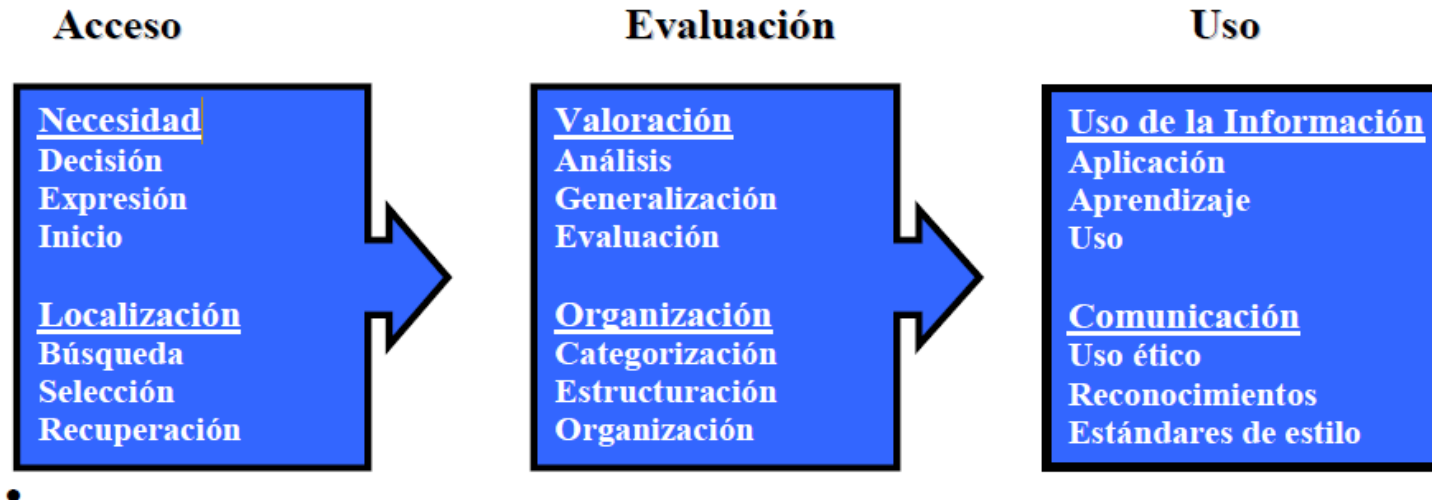 Acceso
Necesidad
Decisión
Expresión
Inicio
Localización
Búsqueda
Selección
Recuperación
Evaluación
Valoración
Análisis
Generalización
Evaluación
Organización
Categorización
Estructuración
Organización
Uso
Uso de la Información
Aplicación
Aprendizaje
Uso
Comunicación
Uso ético
Reconocimientos
Estándares de estilo